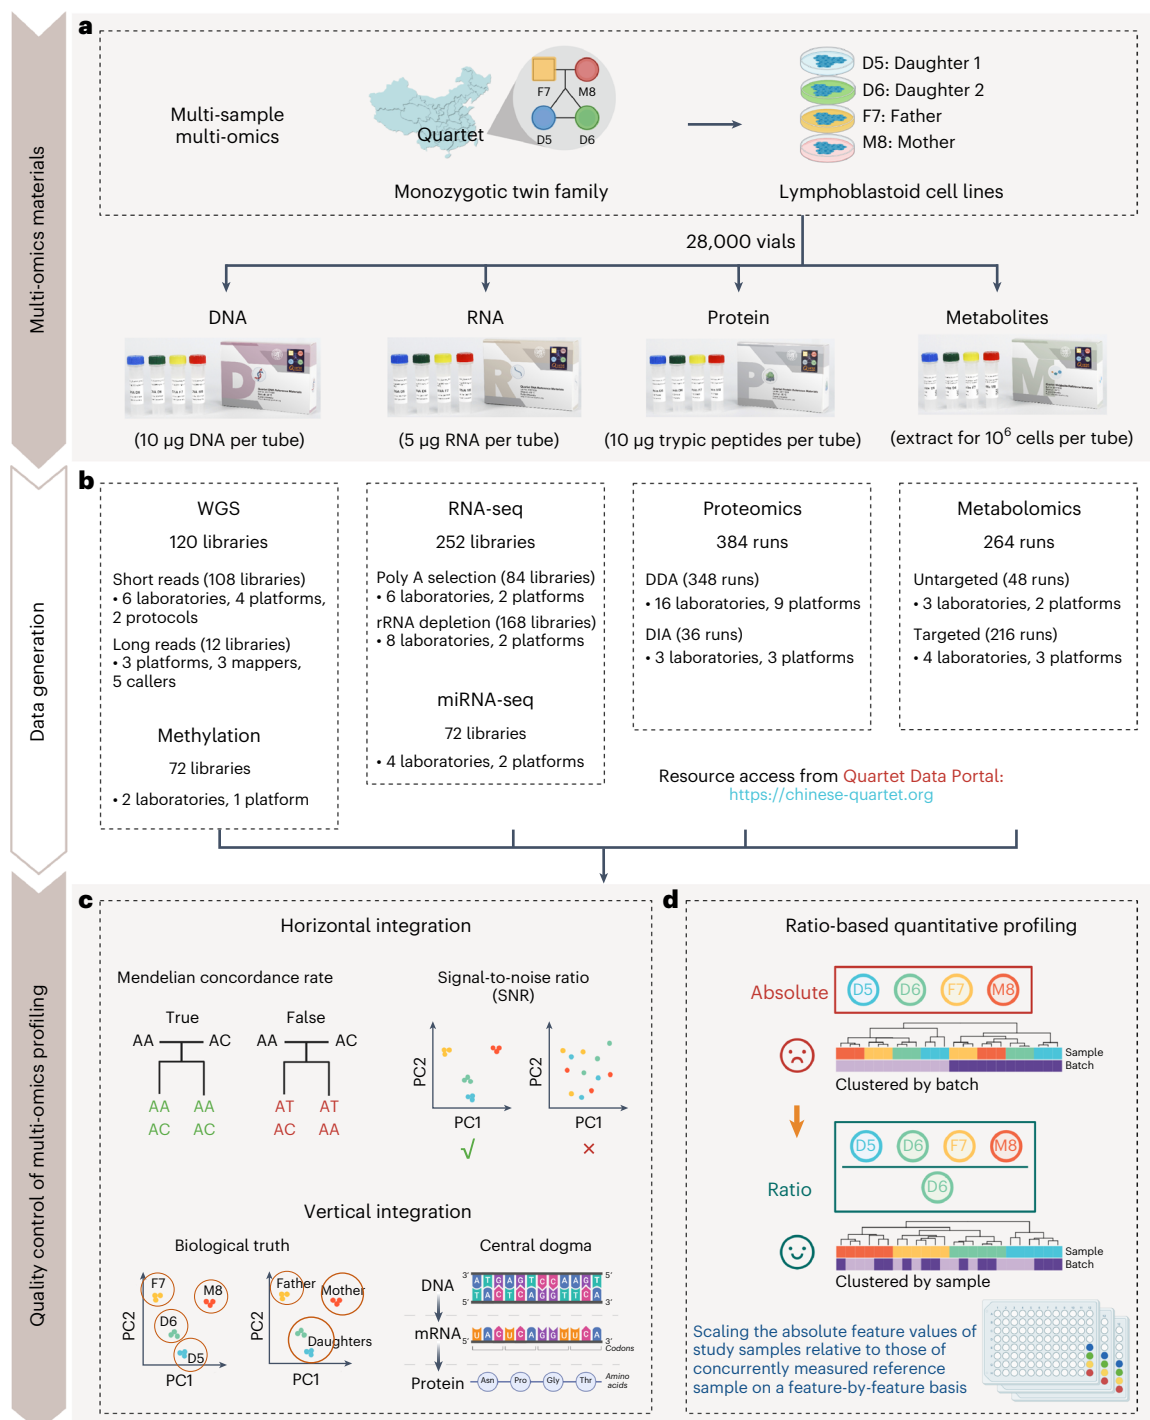 Multi-omics materials
a
Multi-sample
multi-omics
Quartet
F7
M8
D5
D6
Monozygotic twin family
D5: Daughter 1
D6: Daughter 2
F7: Father
M8: Mother
Lymphoblastoid cell lines
28,000 vials
DNA
RNA
Protein
Metabolites
D
R
P
M
(10 µg DNA per tube)
(5 µg RNA per tube)
(10 µg trypic peptides per tube)
(extract for 10⁶ cells per tube)
Data generation
b
WGS
120 libraries
Short reads (108 libraries)
• 6 laboratories, 4 platforms,
2 protocols
Long reads (12 libraries)
• 3 platforms, 3 mappers,
5 callers
Methylation
72 libraries
• 2 laboratories, 1 platform
RNA-seq
252 libraries
Poly A selection (84 libraries)
• 6 laboratories, 2 platforms
rRNA depletion (168 libraries)
• 8 laboratories, 2 platforms
miRNA-seq
72 libraries
• 4 laboratories, 2 platforms
Proteomics
384 runs
DDA (348 runs)
• 16 laboratories, 9 platforms
DIA (36 runs)
• 3 laboratories, 3 platforms
Metabolomics
264 runs
Untargeted (48 runs)
• 3 laboratories, 2 platforms
Targeted (216 runs)
• 4 laboratories, 3 platforms
Resource access from Quartet Data Portal:
https://chinese-quartet.org
Quality control of multi-omics profiling
c
Horizontal integration
Mendelian concordance rate
True
False
AA
AC
AA
AC
AA
AA
AT
AT
AC
AC
AC
AA
Signal-to-noise ratio
(SNR)
PC2
PC1
PC2
PC1
√
×
Vertical integration
Biological truth
F7
M8
D6
D5
PC2
PC1
Father
Mother
Daughters
PC2
PC1
Central dogma
DNA
3′
A T G A G T C C A A G T
5′
5′
T A C T C A G G T T C A
3′
mRNA
5′
U A C U C A G G U U C A
3′
Codons
Protein
Asn
Pro
Gly
Thr
Amino
acids
d
Ratio-based quantitative profiling
Absolute
D5
D6
F7
M8
Sample
Batch
Clustered by batch
Ratio
D5
D6
F7
M8
D6
Sample
Batch
Clustered by sample
Scaling the absolute feature values of
study samples relative to those of
concurrently measured reference
sample on a feature-by-feature basis